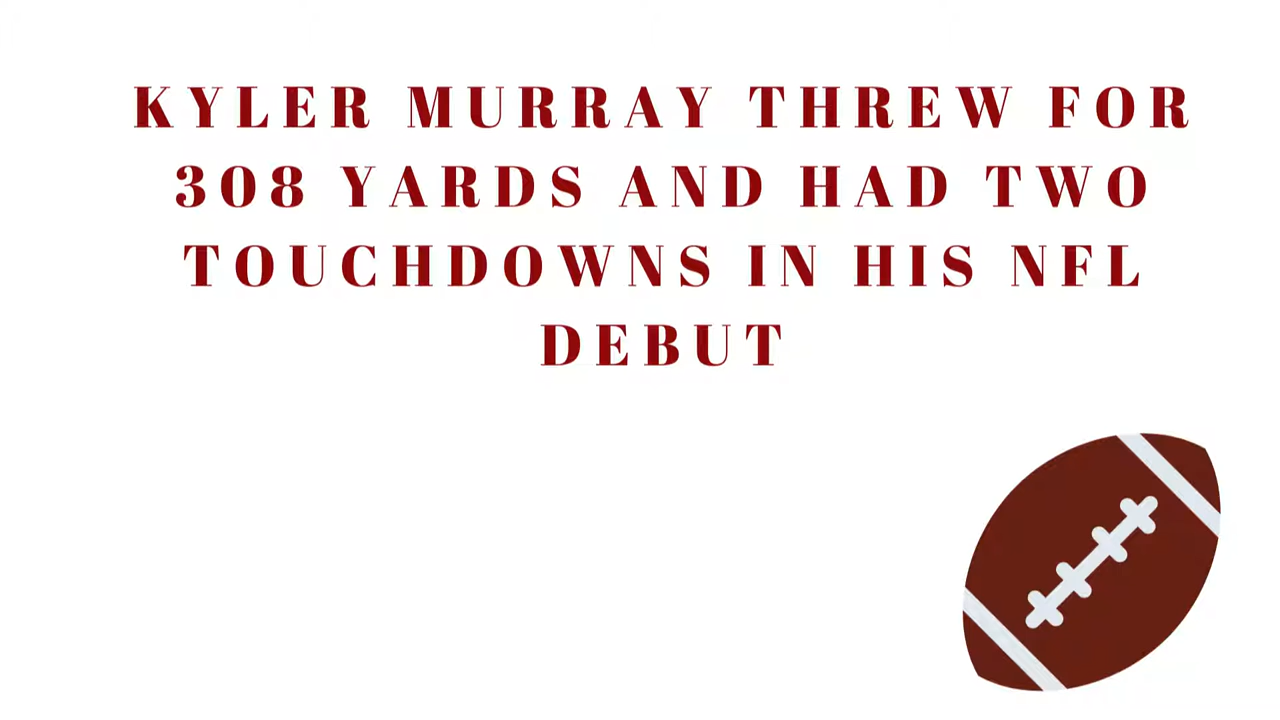 KYLER MURRAY THREW FOR
308 YARDS AND HAD TWO
TOUCHDOWNS IN HIS NFL
DEBUT